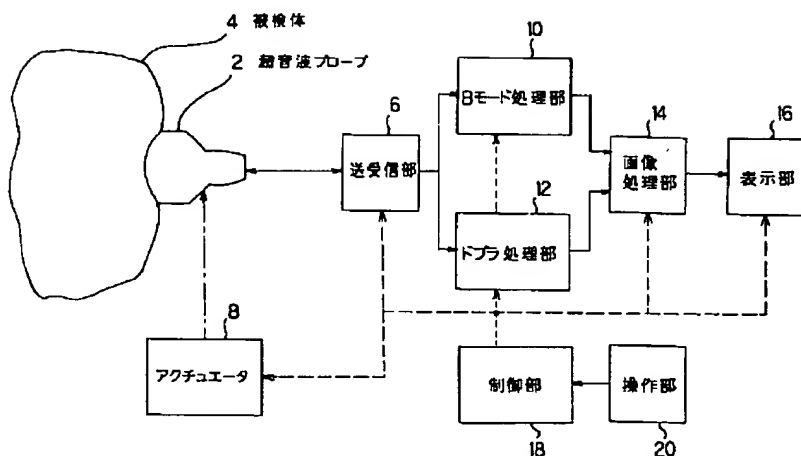 4 被検体
2 超音波プローブ
10
Bモード処理部
6
送受信部
14
画像
処理部
16
表示部
12
ドプラ処理部
8
アクチュエータ
制御部
18
操作部
20